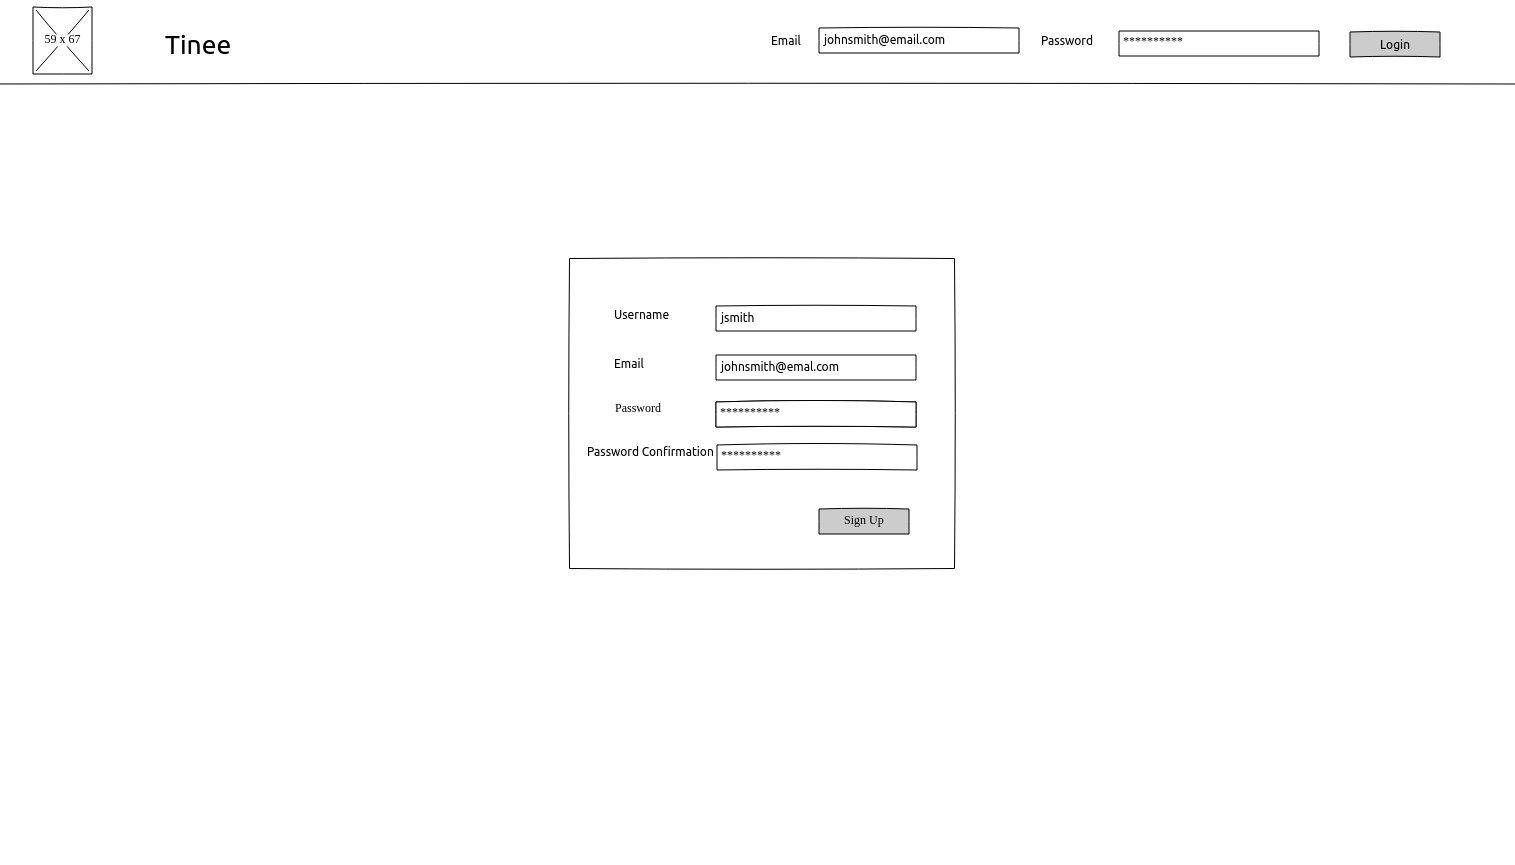 59 x 67
Tinee
Email johnsmith@email.com Password ********** Login
Username jsmith
Email johnsmith@emal.com
Password **********
Password Confirmation **********
Sign Up